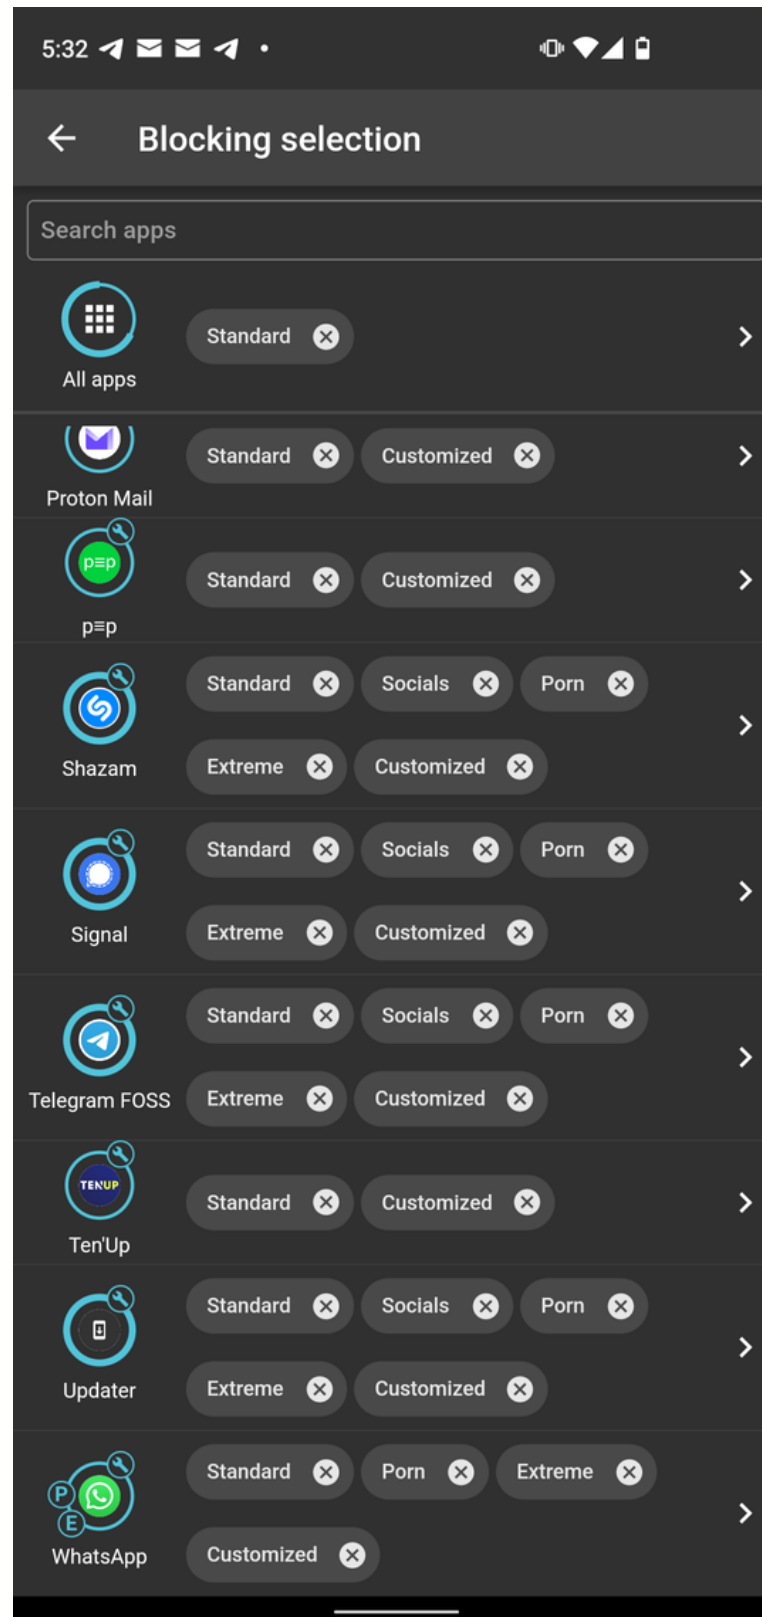 5:32
Blocking selection
Search apps
Standard
All apps
Standard Customized
Proton Mail
p≡p
Standard Customized
p≡p
Standard Socials Porn
Extreme Customized
Shazam
Standard Socials Porn
Extreme Customized
Signal
Standard Socials Porn
Extreme Customized
Telegram FOSS
TEN'UP
Standard Customized
Ten'Up
Standard Socials Porn
Extreme Customized
Updater
Standard Porn Extreme
P
E
Customized
WhatsApp